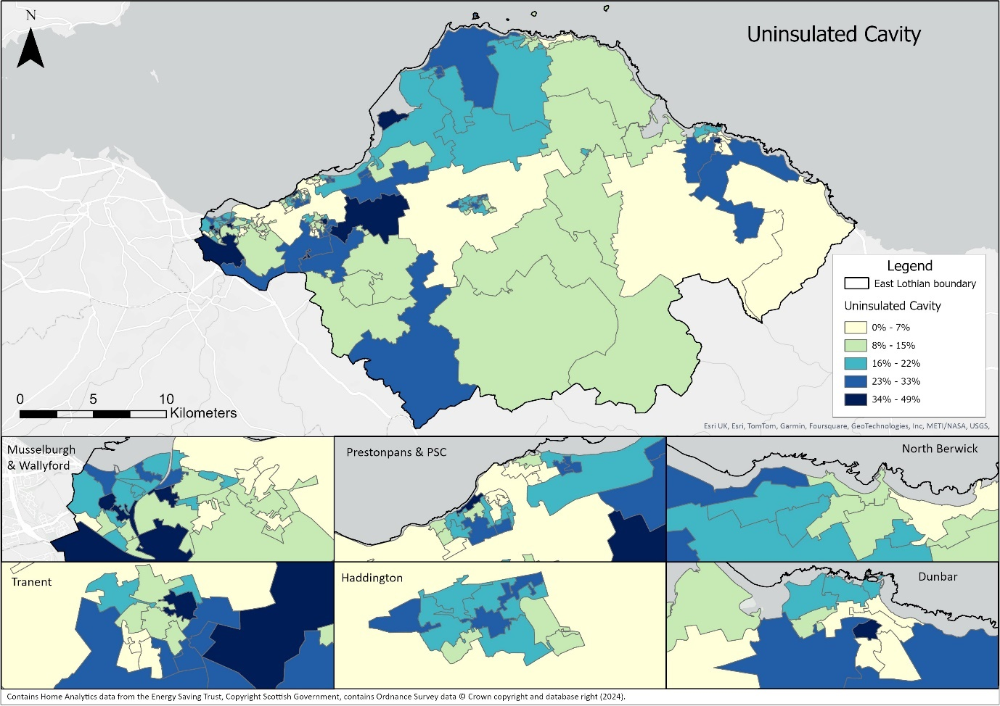 N
Uninsulated Cavity
Legend
East Lothian boundary
Uninsulated Cavity
0% - 7%
8% - 15%
16% - 22%
23% - 33%
34% - 49%
0 5 10
Kilometers
Esri UK, Esri, TomTom, Garmin, Foursquare, GeoTechnologies, Inc, METI/NASA, USGS,
Musselburgh
& Wallyford
Prestonpans & PSC
North Berwick
Tranent
Haddington
Dunbar
Contains Home Analytics data from the Energy Saving Trust, Copyright Scottish Government, contains Ordnance Survey data © Crown copyright and database right (2024).